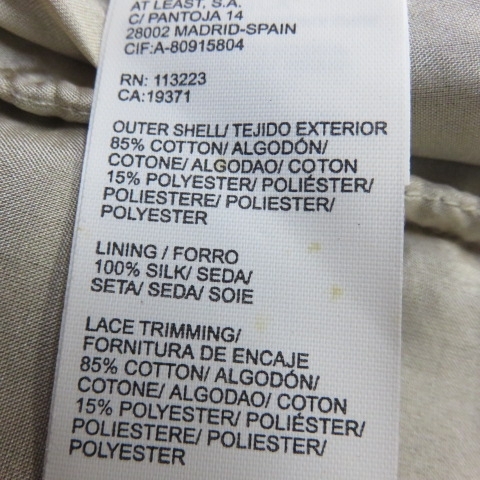 AT LEAST, S.A.
C/ PANTOJA 14
28002 MADRID-SPAIN
CIF:A-80915804
RN: 113223
CA:19371
OUTER SHELL/ TEJIDO EXTERIOR
85% COTTON/ ALGODÓN/
COTONE/ ALGODAO/ COTON
15% POLYESTER/ POLIÉSTER/
POLIESTERE/ POLIESTER/
POLYESTER
LINING / FORRO
100% SILK/ SEDA/
SETA/ SEDA/ SOIE
LACE TRIMMING/
FORNITURA DE ENCAJE
85% COTTON/ ALGODÓN/
COTONE/ ALGODAO/ COTON
15% POLYESTER/ POLIÉSTER/
POLIESTERE/ POLIESTER/
POLYESTER